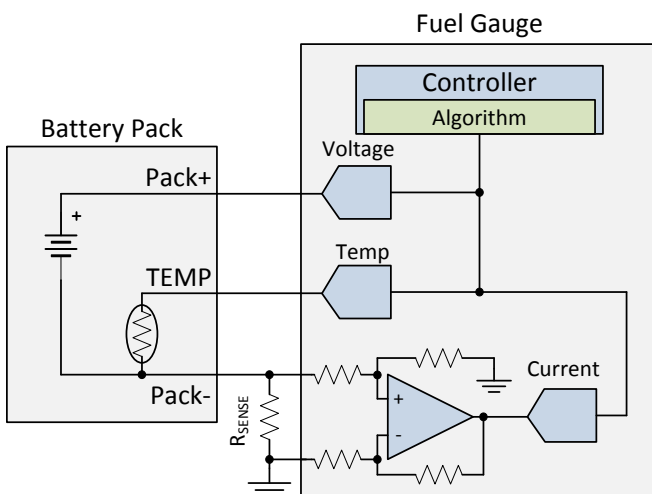 Fuel Gauge
Controller
Algorithm
Battery Pack
Voltage
Pack+
+
Temp
TEMP
Current
Pack-
RSENSE
+
-